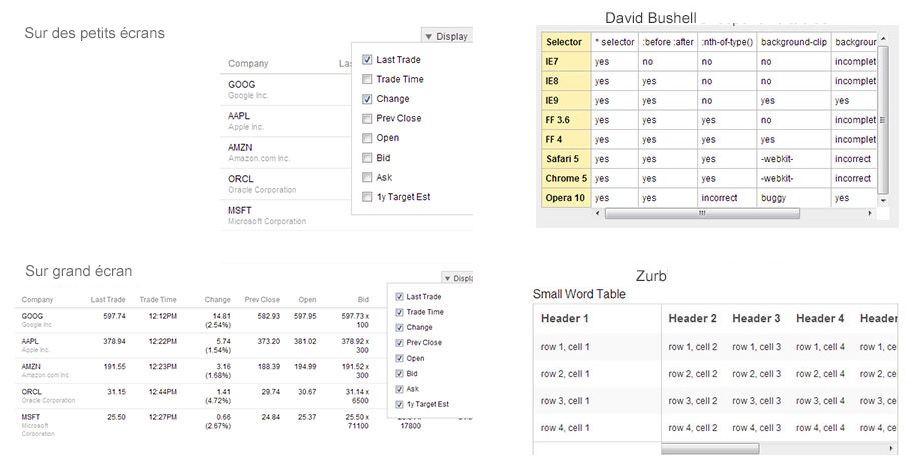 Sur des petits écrans
Display
Company
Last Trade
GOOG
Google Inc.
Trade Time
Change
AAPL
Apple Inc.
Prev Close
Open
AMZN
Amazon.com Inc.
Bid
ORCL
Oracle Corporation
Ask
1y Target Est
MSFT
Microsoft Corporation
David Bushell
Selector * selector :before :after :nth-of-type() background-clip backgroun
IE7 yes no no no incomplet
IE8 yes yes no no incomplet
IE9 yes yes no yes yes
FF 3.6 yes yes yes no incomplet
FF 4 yes yes yes yes incomplet
Safari 5 yes yes yes -webkit- incorrect
Chrome 5 yes yes yes -webkit- incorrect
Opera 10 yes yes incorrect buggy yes
Sur grand écran
Company Last Trade Trade Time Change Prev Close Open Bid
GOOG 597.74 12:12PM 14.81 582.93 597.95 597.73 x
Google Inc. (2.54%) 100
AAPL 378.94 12:22PM 5.74 373.20 381.02 378.92 x
Apple Inc. (1.54%) 300
AMZN 191.55 12:23PM 3.16 188.39 194.99 191.52 x
Amazon.com Inc. (1.68%) 300
ORCL 31.15 12:44PM 1.41 29.74 30.67 31.14 x
Oracle Corporation (4.72%) 6500
MSFT 25.50 12:27PM 0.66 24.84 25.37 25.50 x
Microsoft (2.67%) 71100 17800
Corporation
Displa
Last Trade
Trade Time
Change
Prev Close
Open
Bid
Ask
1y Target Est
Zurb
Small Word Table
Header 1 Header 2 Header 3 Header 4 Header
row 1, cell 1 row 1, cell 2 row 1, cell 3 row 1, cell 4 row 1, c
row 2, cell 1 row 2, cell 2 row 2, cell 3 row 2, cell 4 row 2, c
row 3, cell 1 row 3, cell 2 row 3, cell 3 row 3, cell 4 row 3, c
row 4, cell 1 row 4, cell 2 row 4, cell 3 row 4, cell 4 row 4, c